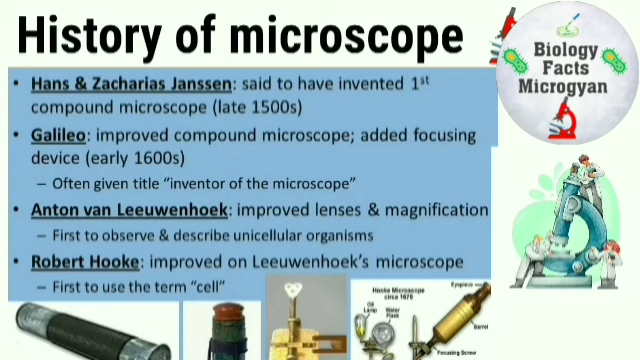 History of microscope
Biology
Facts
Microgyan
• Hans & Zacharias Janssen: said to have invented 1st
compound microscope (late 1500s)
• Galileo: improved compound microscope; added focusing
device (early 1600s)
– Often given title “inventor of the microscope”
• Anton van Leeuwenhoek: improved lenses & magnification
– First to observe & describe unicellular organisms
• Robert Hooke: improved on Leeuwenhoek’s microscope
– First to use the term “cell”
Hooke Microscope
circa 1670
Eyepiece
Oil
Lamp
Water
Flask
Barrel
Focusing Screw